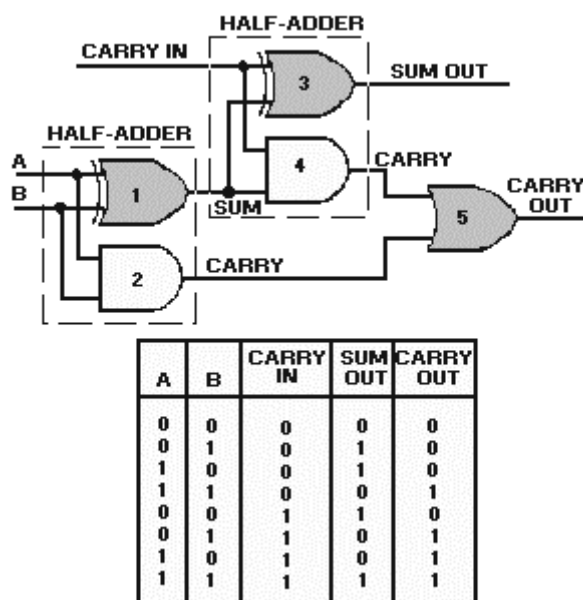 HALF-ADDER
CARRY IN
3
SUM OUT
HALF-ADDER
A
B
1
4
CARRY
SUM
5
CARRY OUT
2
CARRY
A B CARRY IN SUM OUT CARRY OUT
0 0 0 0 0
0 1 0 1 0
1 0 0 1 0
1 1 0 0 1
0 0 1 1 0
0 1 1 0 1
1 0 1 0 1
1 1 1 1 1